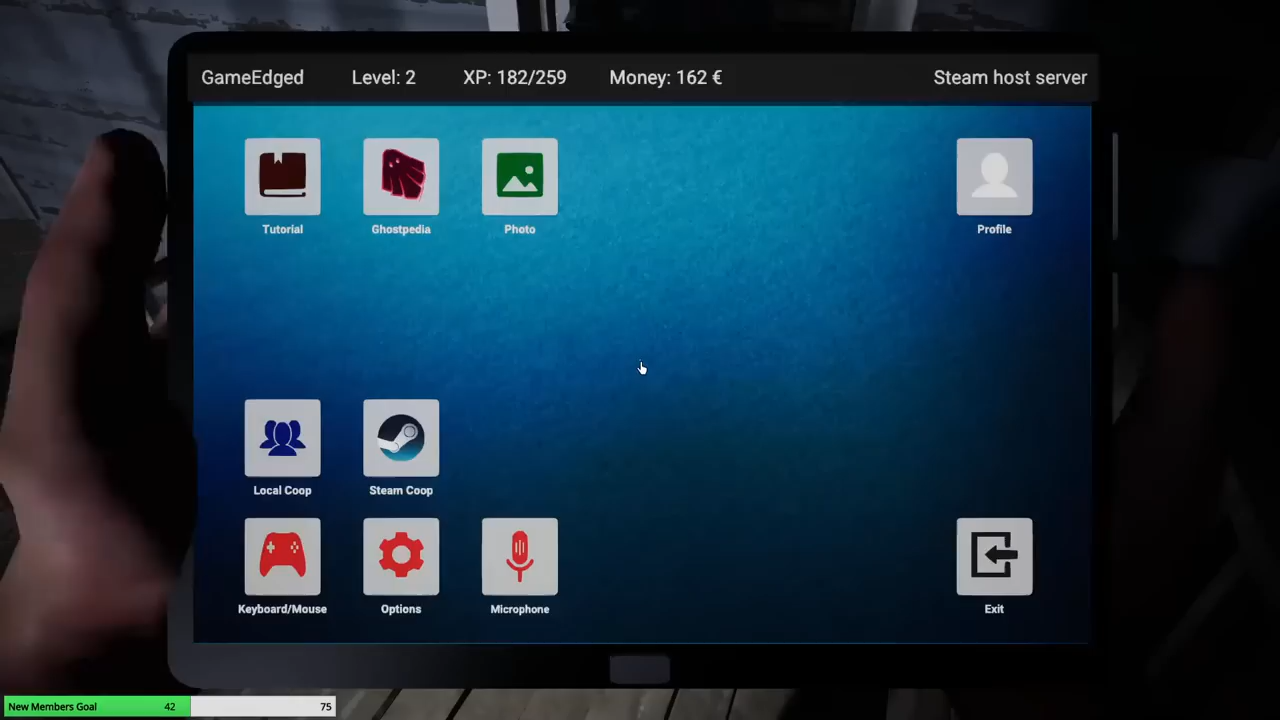 GameEdged Level: 2 XP: 182/259 Money: 162 € Steam host server
Tutorial Ghostpedia Photo Profile
Local Coop Steam Coop
Keyboard/Mouse Options Microphone Exit
New Members Goal 42 75